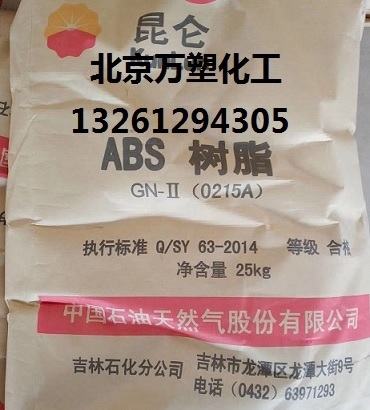 昆仑
KunLun
北京万塑化工
13261294305
ABS 树脂
GN-Ⅱ (0215A)
执行标准 Q/SY 63-2014 等级 合格
净含量 25kg
中国石油天然气股份有限公司
吉林石化分公司 吉林市龙潭区龙潭大街9号
电话 (0432) 63971293